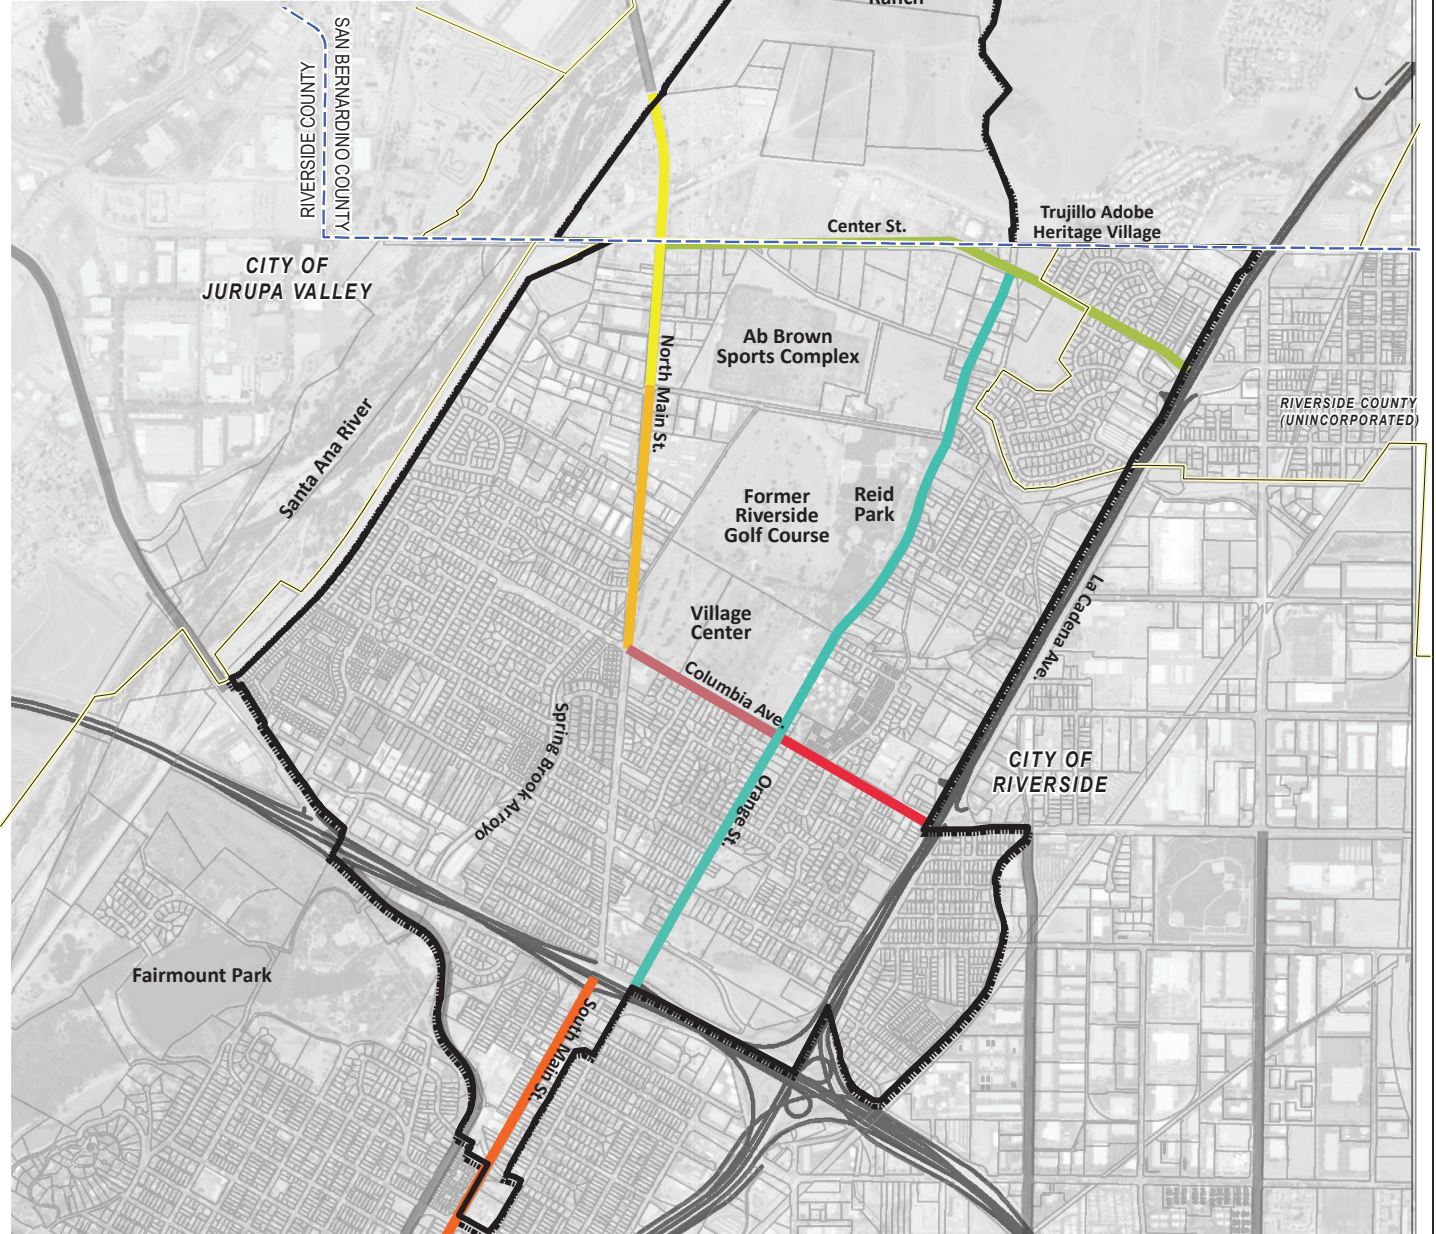 Ranch
SAN BERNARDINO COUNTY
RIVERSIDE COUNTY
Center St.
Trujillo Adobe
Heritage Village
CITY OF
JURUPA VALLEY
Ab Brown
Sports Complex
North Main St.
RIVERSIDE COUNTY
(UNINCORPORATED)
Santa Ana River
Former
Riverside
Golf Course
Reid
Park
La Cadena Ave.
Village
Center
Columbia Ave.
Spring Brook Arroyo
CITY OF
RIVERSIDE
Orange St.
Fairmount Park
South Main St.